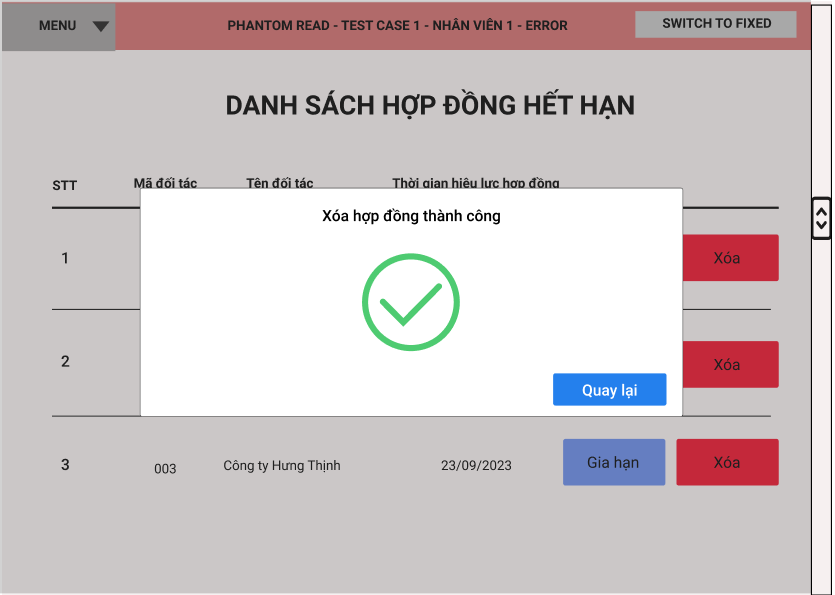 MENU
PHANTOM READ - TEST CASE 1 - NHÂN VIÊN 1 - ERROR
SWITCH TO FIXED
DANH SÁCH HỢP ĐỒNG HẾT HẠN
STT Mã đối tác Tên đối tác Thời gian hiệu lực hợp đồng
Xóa hợp đồng thành công
1 Xóa
2 Xóa
Quay lại
3 003 Công ty Hưng Thịnh 23/09/2023 Gia hạn Xóa